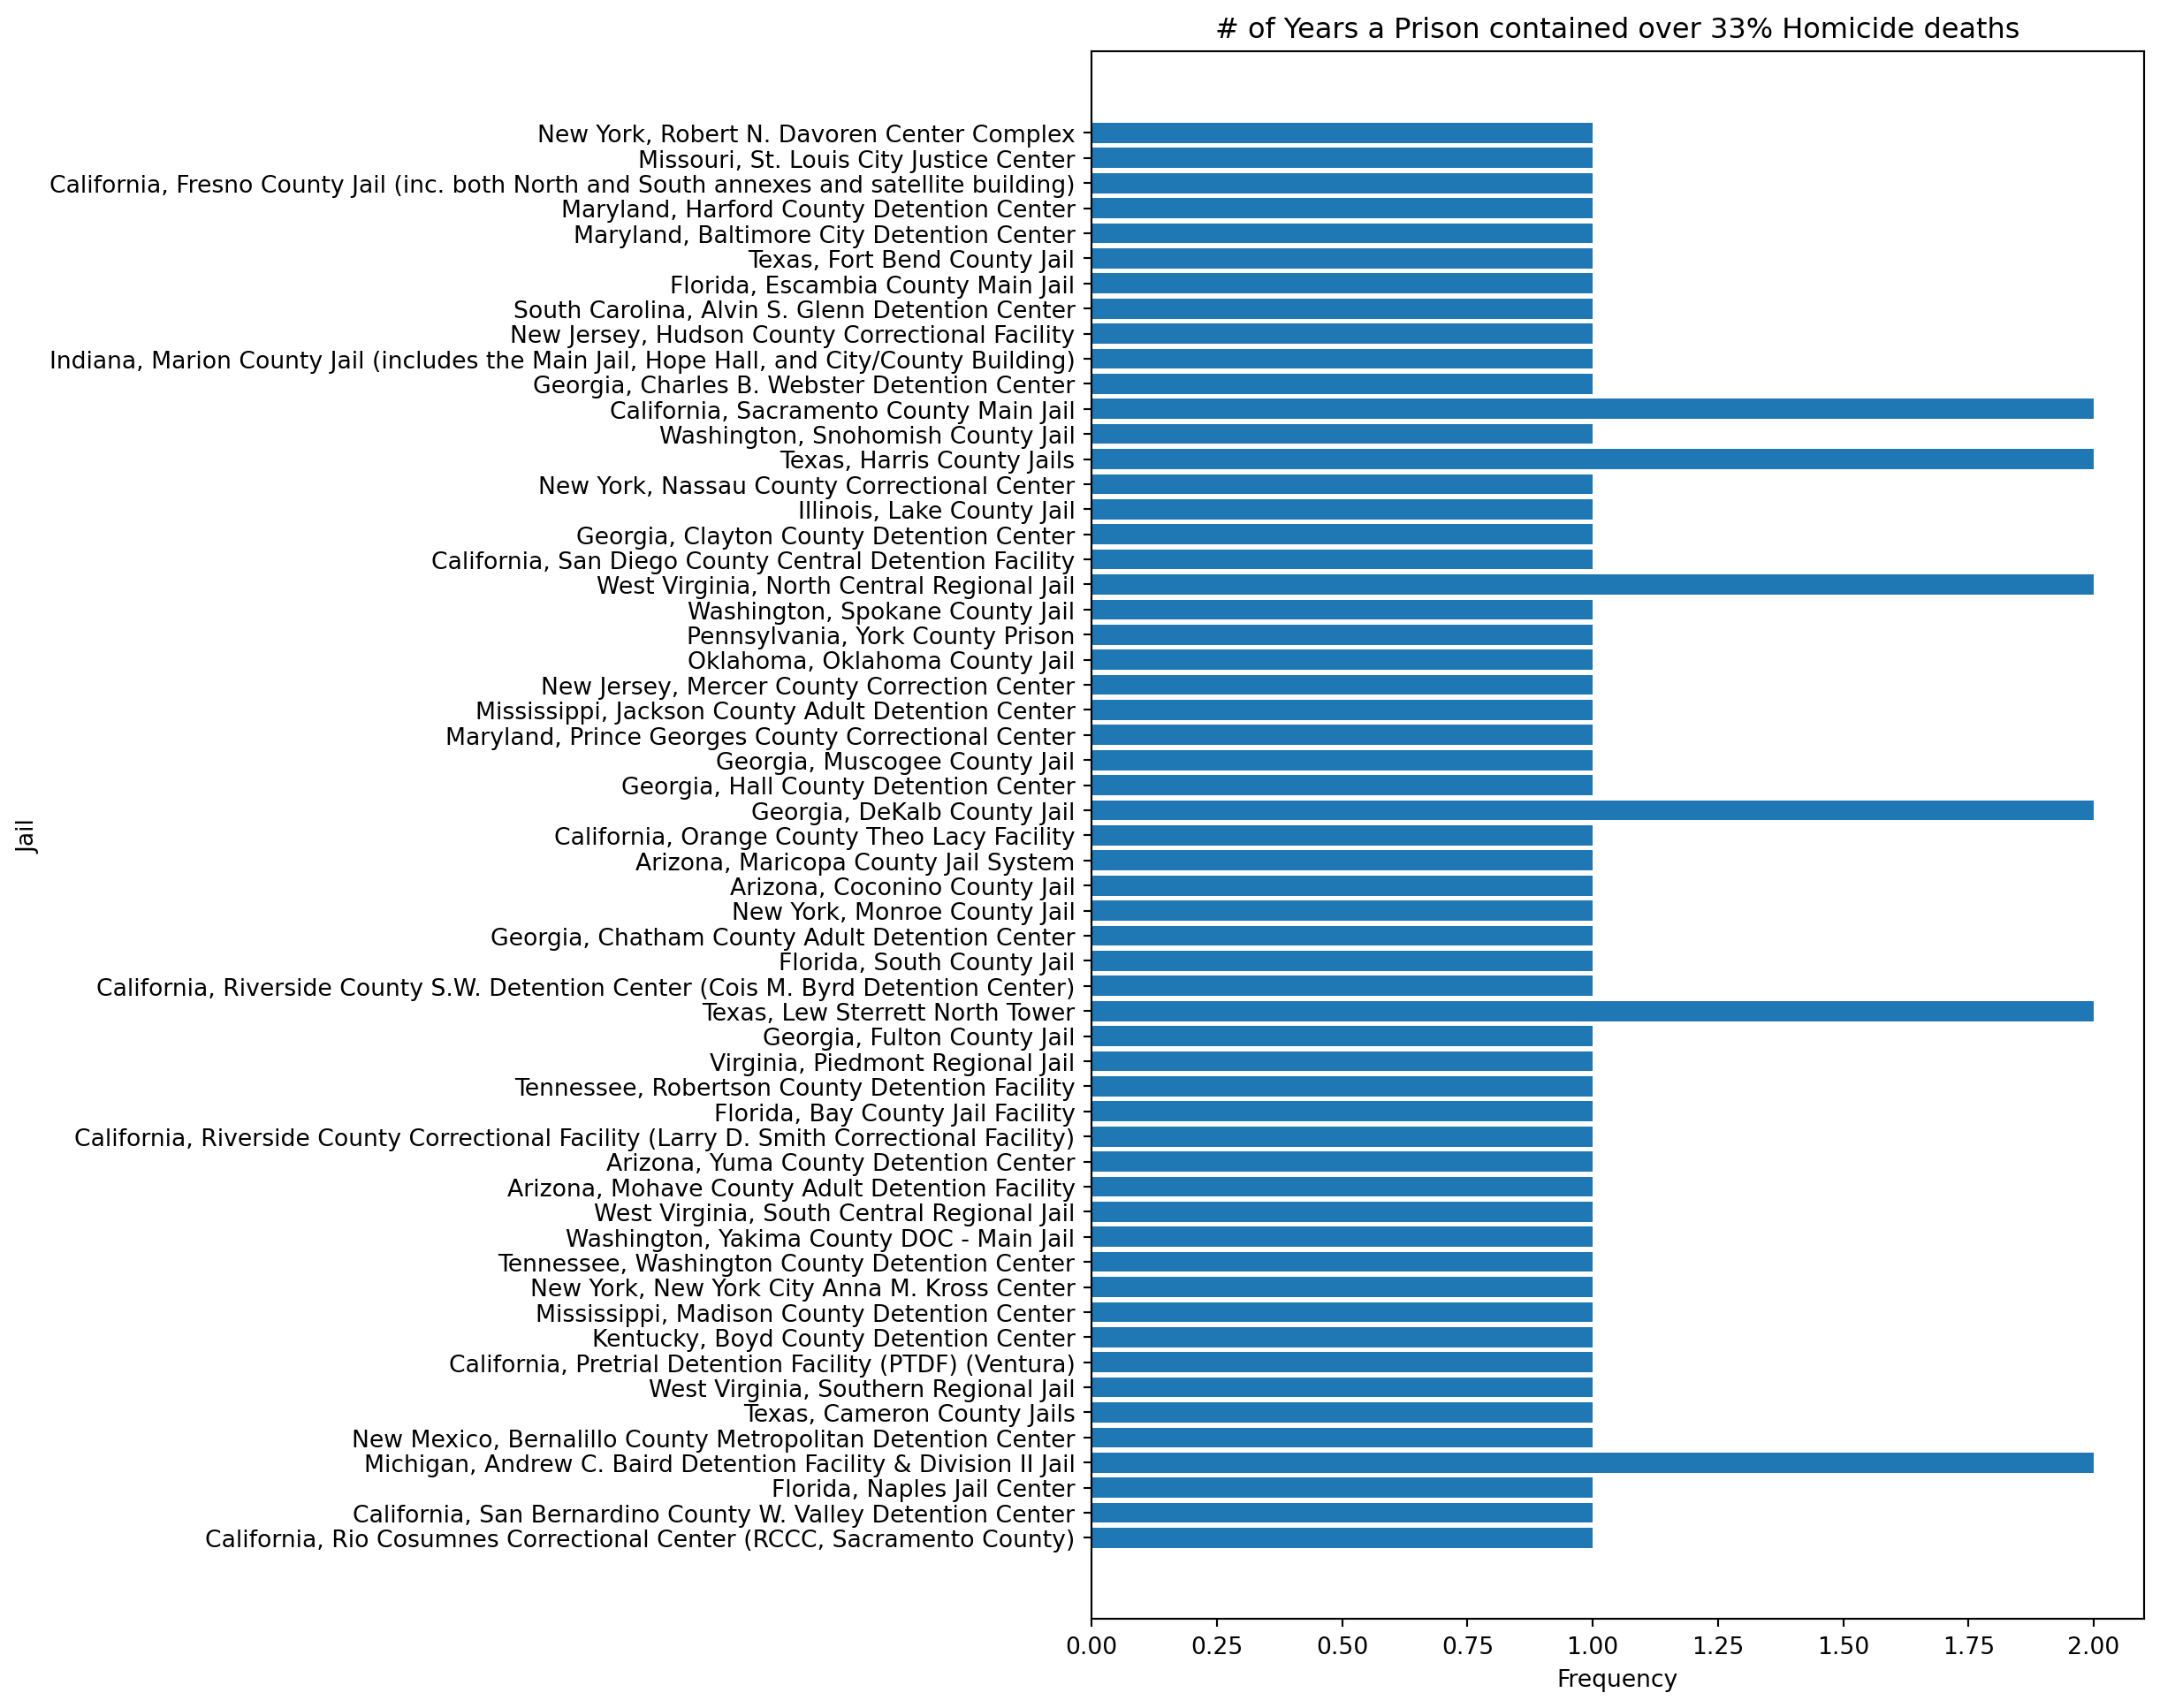 # of Years a Prison contained over 33% Homicide deaths
New York, Robert N. Davoren Center Complex
Missouri, St. Louis City Justice Center
California, Fresno County Jail (inc. both North and South annexes and satellite building)
Maryland, Harford County Detention Center
Maryland, Baltimore City Detention Center
Texas, Fort Bend County Jail
Florida, Escambia County Main Jail
South Carolina, Alvin S. Glenn Detention Center
New Jersey, Hudson County Correctional Facility
Indiana, Marion County Jail (includes the Main Jail, Hope Hall, and City/County Building)
Georgia, Charles B. Webster Detention Center
California, Sacramento County Main Jail
Washington, Snohomish County Jail
Texas, Harris County Jails
New York, Nassau County Correctional Center
Illinois, Lake County Jail
Georgia, Clayton County Detention Center
California, San Diego County Central Detention Facility
West Virginia, North Central Regional Jail
Washington, Spokane County Jail
Pennsylvania, York County Prison
Oklahoma, Oklahoma County Jail
New Jersey, Mercer County Correction Center
Mississippi, Jackson County Adult Detention Center
Maryland, Prince Georges County Correctional Center
Georgia, Muscogee County Jail
Georgia, Hall County Detention Center
Georgia, DeKalb County Jail
California, Orange County Theo Lacy Facility
Arizona, Maricopa County Jail System
Arizona, Coconino County Jail
New York, Monroe County Jail
Georgia, Chatham County Adult Detention Center
Florida, South County Jail
California, Riverside County S.W. Detention Center (Cois M. Byrd Detention Center)
Texas, Lew Sterrett North Tower
Georgia, Fulton County Jail
Virginia, Piedmont Regional Jail
Tennessee, Robertson County Detention Facility
Florida, Bay County Jail Facility
California, Riverside County Correctional Facility (Larry D. Smith Correctional Facility)
Arizona, Yuma County Detention Center
Arizona, Mohave County Adult Detention Facility
West Virginia, South Central Regional Jail
Washington, Yakima County DOC - Main Jail
Tennessee, Washington County Detention Center
New York, New York City Anna M. Kross Center
Mississippi, Madison County Detention Center
Kentucky, Boyd County Detention Center
California, Pretrial Detention Facility (PTDF) (Ventura)
West Virginia, Southern Regional Jail
Texas, Cameron County Jails
New Mexico, Bernalillo County Metropolitan Detention Center
Michigan, Andrew C. Baird Detention Facility & Division II Jail
Florida, Naples Jail Center
California, San Bernardino County W. Valley Detention Center
California, Rio Cosumnes Correctional Center (RCCC, Sacramento County)
Jail
0.00 0.25 0.50 0.75 1.00 1.25 1.50 1.75 2.00
Frequency